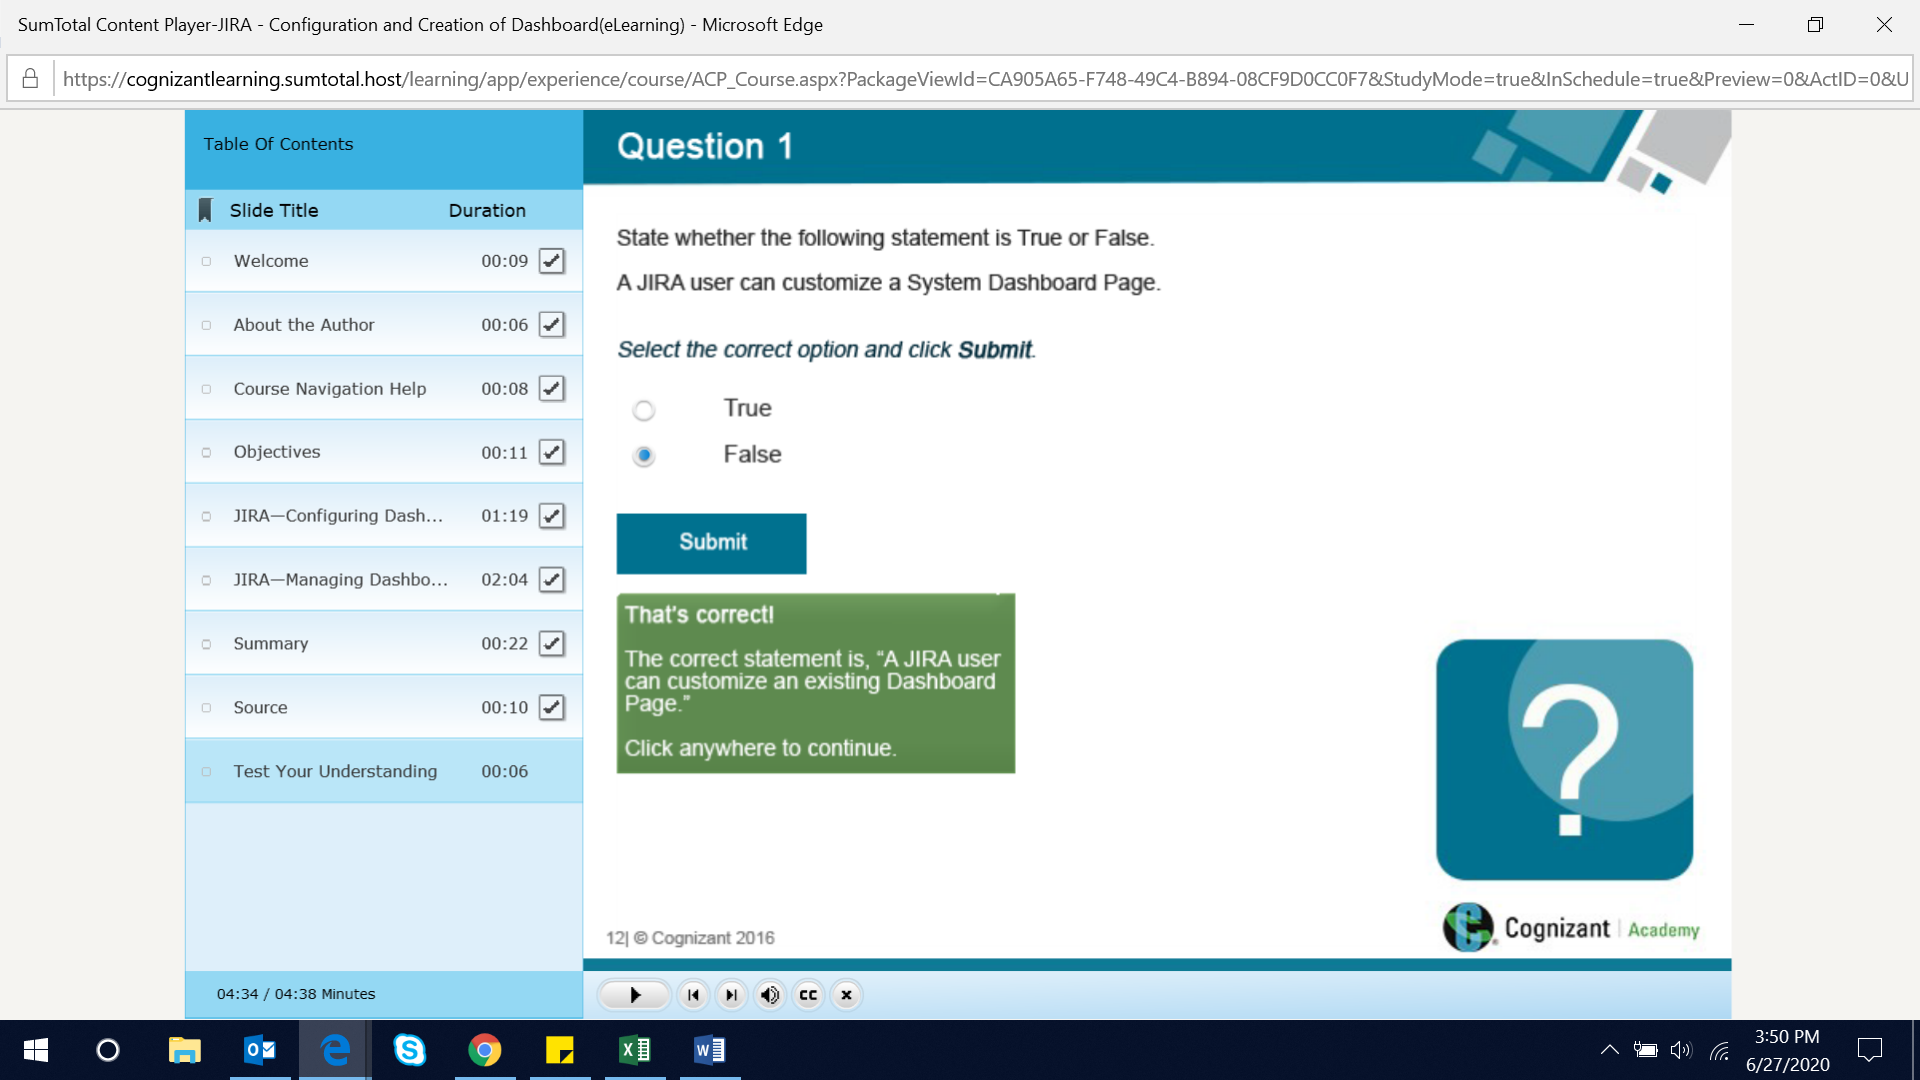 SumTotal Content Player-JIRA - Configuration and Creation of Dashboard(eLearning) - Microsoft Edge
https://cognizantlearning.sumtotal.host/learning/app/experience/course/ACP_Course.aspx?PackageViewId=CA905A65-F748-49C4-B894-08CF9D0CC0F7&StudyMode=true&InSchedule=true&Preview=0&ActID=0&U
Table Of Contents
Slide Title Duration
Welcome 00:09
About the Author 00:06
Course Navigation Help 00:08
Objectives 00:11
JIRA—Configuring Dash... 01:19
JIRA—Managing Dashbo... 02:04
Summary 00:22
Source 00:10
Test Your Understanding 00:06
04:34 / 04:38 Minutes
Question 1
State whether the following statement is True or False.
A JIRA user can customize a System Dashboard Page.
Select the correct option and click Submit.
True
False
Submit
That's correct!
The correct statement is, “A JIRA user
can customize an existing Dashboard
Page.”
Click anywhere to continue.
?
12| © Cognizant 2016
Cognizant | Academy
CC
3:50 PM
6/27/2020